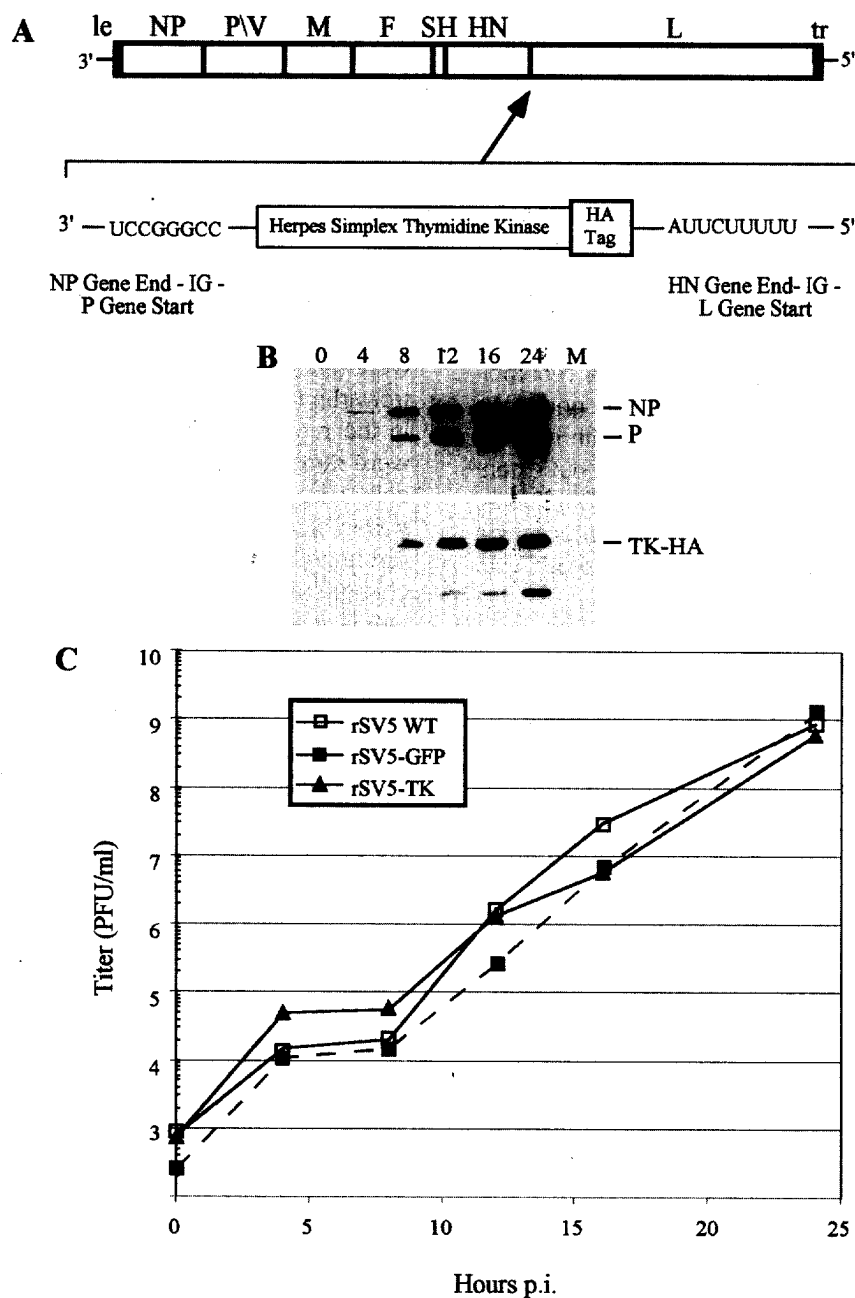 A
le NP P\V M F SH HN L tr
3' 5'
3' UCCGGGCC Herpes Simplex Thymidine Kinase HA Tag AUUCUUUUU 5'
NP Gene End - IG -
P Gene Start
HN Gene End- IG -
L Gene Start
B
0 4 8 12 16 24 M
NP
P
TK-HA
C
rSV5 WT
rSV5-GFP
rSV5-TK
Titer (PFU/ml)
10
9
8
7
6
5
4
3
0 5 10 15 20 25
Hours p.i.